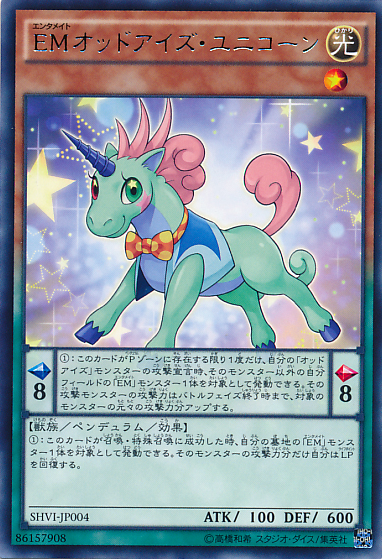 エンタメイト
EMオッドアイズ・ユニコーン
ひかり
光
①：このカードがPゾーンに存在する限り1度だけ、自分の「オッド
アイズ」モンスターの攻撃宣言時、そのモンスター以外の自分
フィールドの「EM」モンスター1体を対象として発動できる。その
攻撃モンスターの攻撃力はバトルフェイズ終了時まで、対象の
モンスターの元々の攻撃力分アップする。
8 8
【獣族／ペンデュラム／効果】
①：このカードが召喚・特殊召喚に成功した時、自分の墓地の「EM」モンス
ター1体を対象として発動できる。そのモンスターの攻撃力分だけ自分はLP
を回復する。
SHVI-JP004 ATK/ 100 DEF/ 600
86157908 ©高橋和希 スタジオ・ダイス/集英社